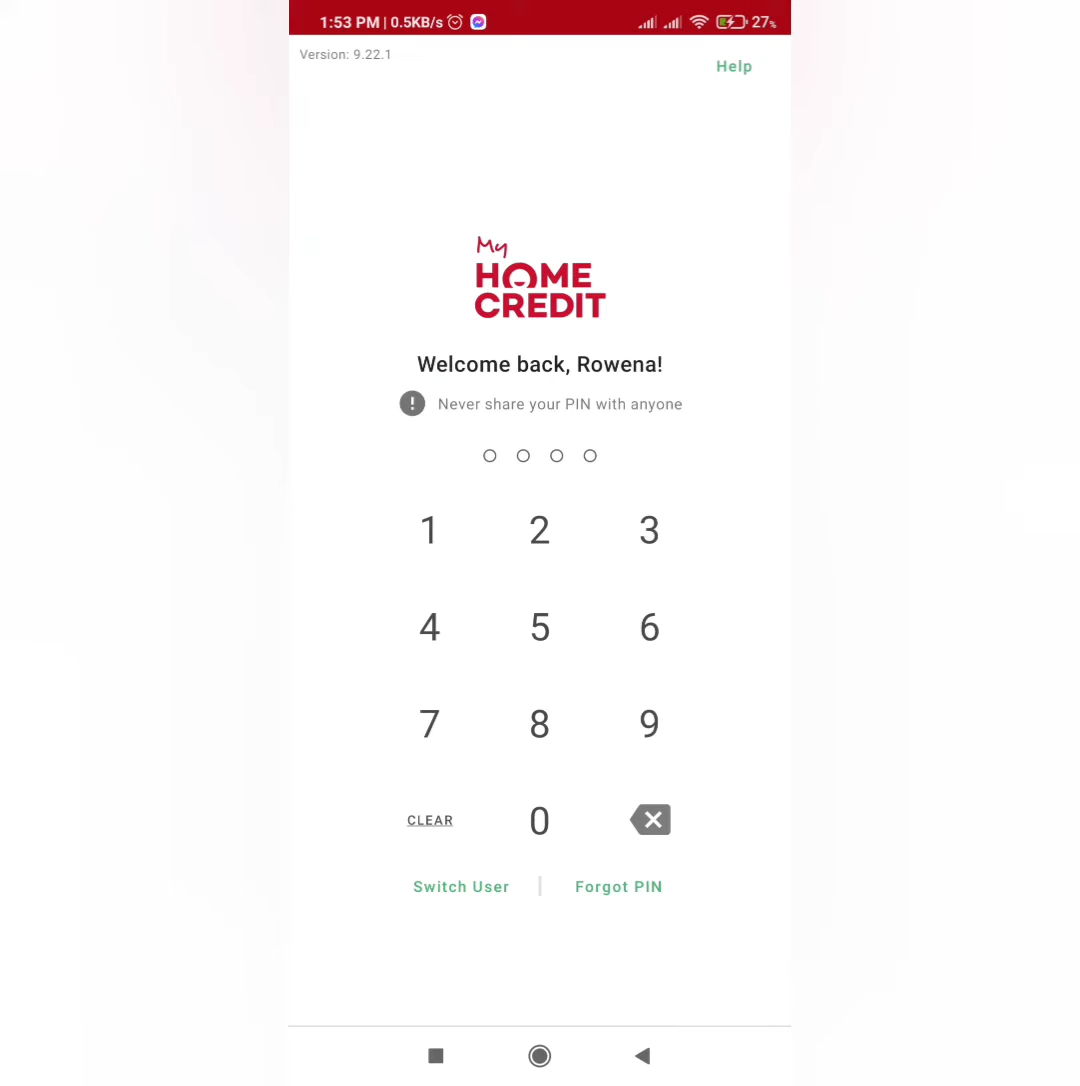 1:53 PM | 0.5KB/s 27%
Version: 9.22.1
Help
My
HOME
CREDIT
Welcome back, Rowena!
Never share your PIN with anyone
1 2 3
4 5 6
7 8 9
CLEAR 0
Switch User | Forgot PIN